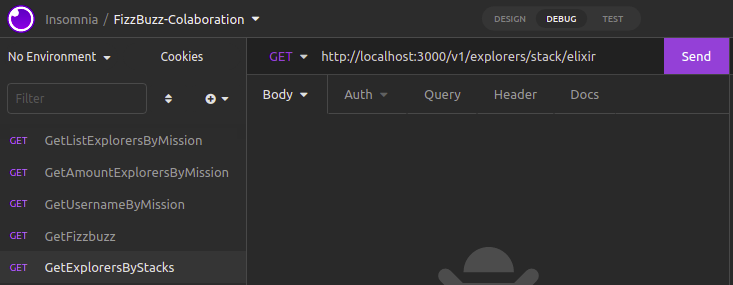 Insomnia / FizzBuzz-Colaboration
DESIGN DEBUG TEST
No Environment Cookies
GET http://localhost:3000/v1/explorers/stack/elixir Send
Filter
Body Auth Query Header Docs
GET GetListExplorersByMission
GET GetAmountExplorersByMission
GET GetUsernameByMission
GET GetFizzbuzz
GET GetExplorersByStacks